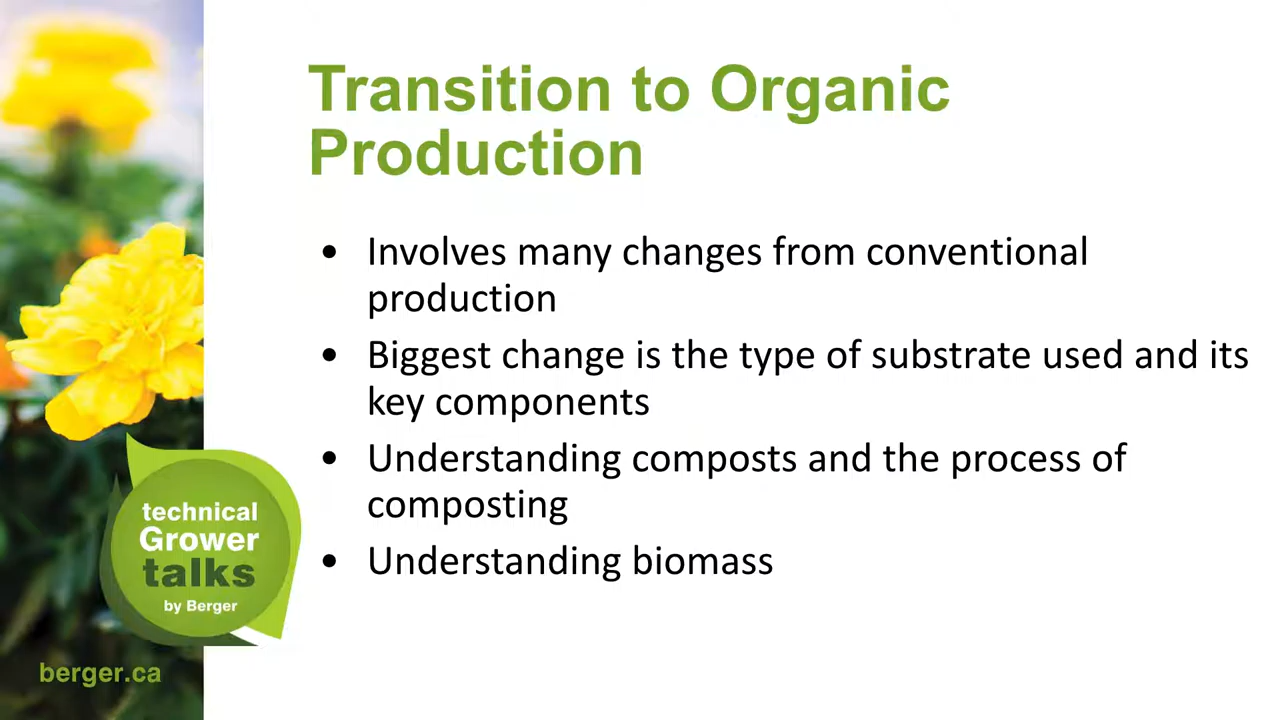 Transition to Organic
Production
• Involves many changes from conventional
production
• Biggest change is the type of substrate used and its
key components
• Understanding composts and the process of
composting
• Understanding biomass
technical
Grower
talks
by Berger
berger.ca